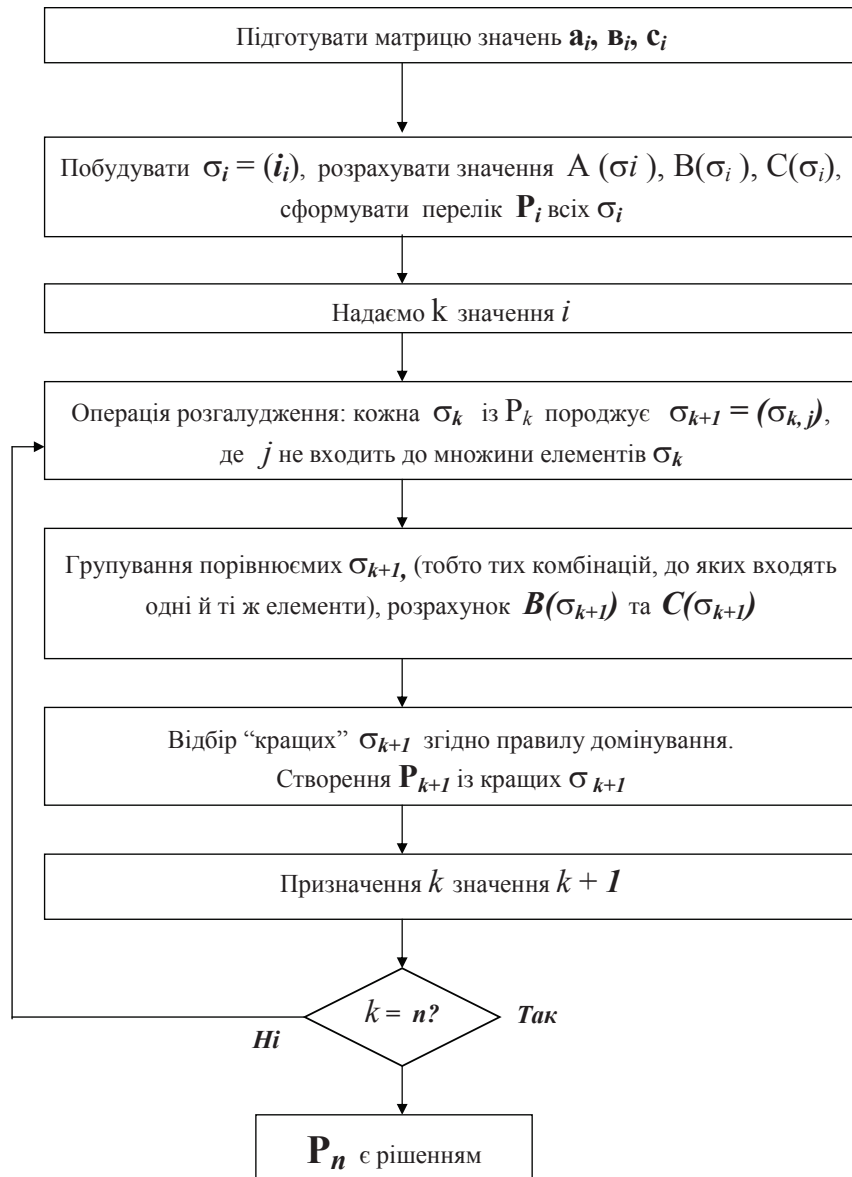 Підготувати матрицю значень aᵢ, вᵢ, cᵢ
Побудувати σᵢ = (iᵢ), розрахувати значення A (σi ), B(σᵢ ), C(σᵢ),
сформувати перелік Pᵢ всіх σᵢ
Надаємо k значення i
Операція розгалудження: кожна σₖ із Pₖ породжує σₖ₊₁ = (σₖ, ⱼ),
де j не входить до множини елементів σₖ
Групування порівнюємих σₖ₊₁, (тобто тих комбінацій, до яких входять
одні й ті ж елементи), розрахунок B(σₖ₊₁) та C(σₖ₊₁)
Відбір “кращих” σₖ₊₁ згідно правилу домінування.
Створення Pₖ₊₁ із кращих σ ₖ₊₁
Призначення k значення k + 1
k = n?
Так
Ні
Pₙ є рішенням